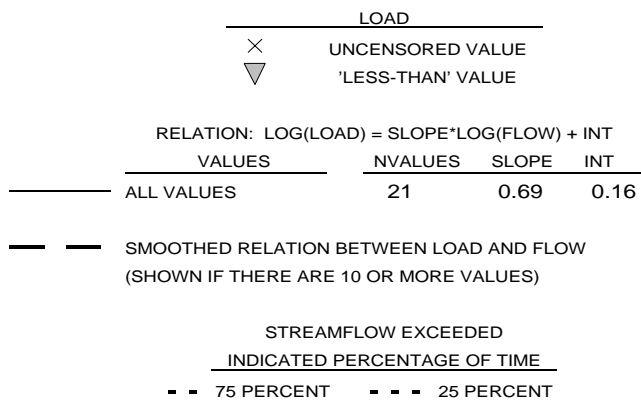 LOAD
UNCENSORED VALUE
'LESS-THAN' VALUE
RELATION: LOG(LOAD) = SLOPE*LOG(FLOW) + INT
VALUES NVALUES SLOPE INT
ALL VALUES 21 0.69 0.16
SMOOTHED RELATION BETWEEN LOAD AND FLOW
(SHOWN IF THERE ARE 10 OR MORE VALUES)
STREAMFLOW EXCEEDED
INDICATED PERCENTAGE OF TIME
75 PERCENT 25 PERCENT